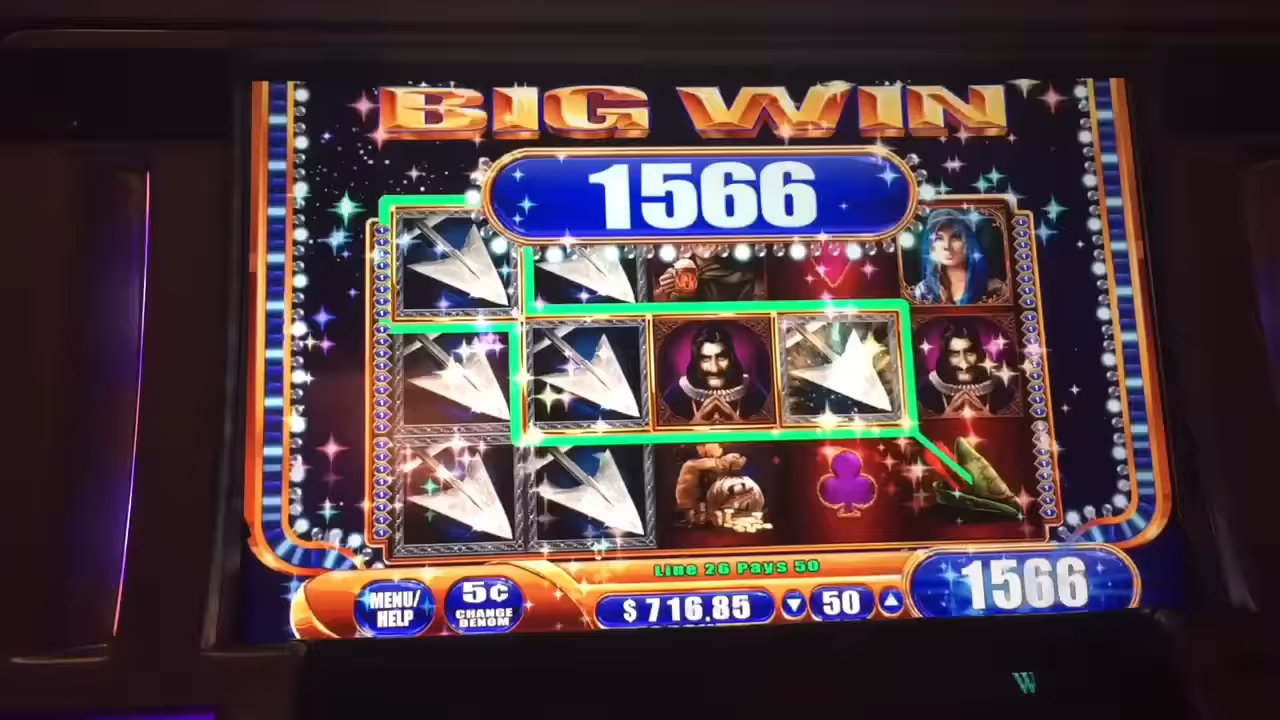 BIG WIN
1566
Line 26 Pays 50
MENU/
HELP
5¢
CHANGE
DENOM
$716.85
50
1566
W